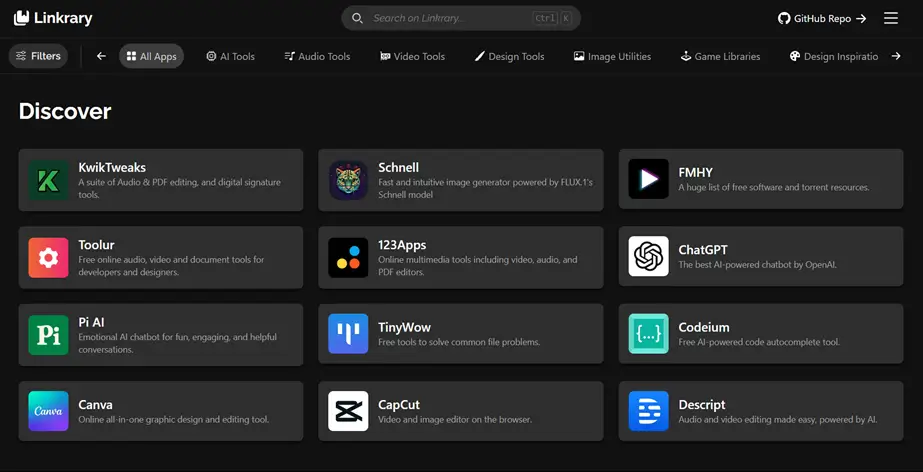 Linkrary
Search on Linkrary..
Ctrl K
GitHub Repo
Filters
All Apps
AI Tools
Audio Tools
Video Tools
Design Tools
Image Utilities
Game Libraries
Design Inspiratio
Discover
KwikTweaks
A suite of Audio & PDF editing, and digital signature
tools.
Schnell
Fast and intuitive image generator powered by FLUX.1's
Schnell model
FMHY
A huge list of free software and torrent resources.
Toolur
Free online audio, video and document tools for
developers and designers.
123Apps
Online multimedia tools including video, audio, and
PDF editors.
ChatGPT
The best AI-powered chatbot by OpenAI.
Pi
Pi AI
Emotional AI chatbot for fun, engaging, and helpful
conversations.
TinyWow
Free tools to solve common file problems.
{...}
Codeium
Free AI-powered code autocomplete tool.
Canva
Canva
Online all-in-one graphic design and editing tool.
CapCut
Video and image editor on the browser.
Descript
Audio and video editing made easy, powered by AI.